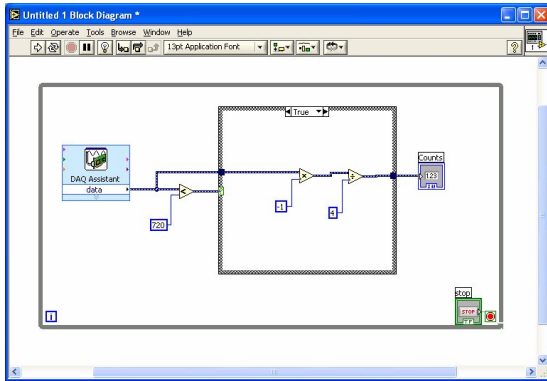 Untitled 1 Block Diagram *
File Edit Operate Tools Browse Window Help
13pt Application Font
True
DAQ Assistant
data
<
720
×
-1
÷
4
Counts
123
stop
STOP
TF
i